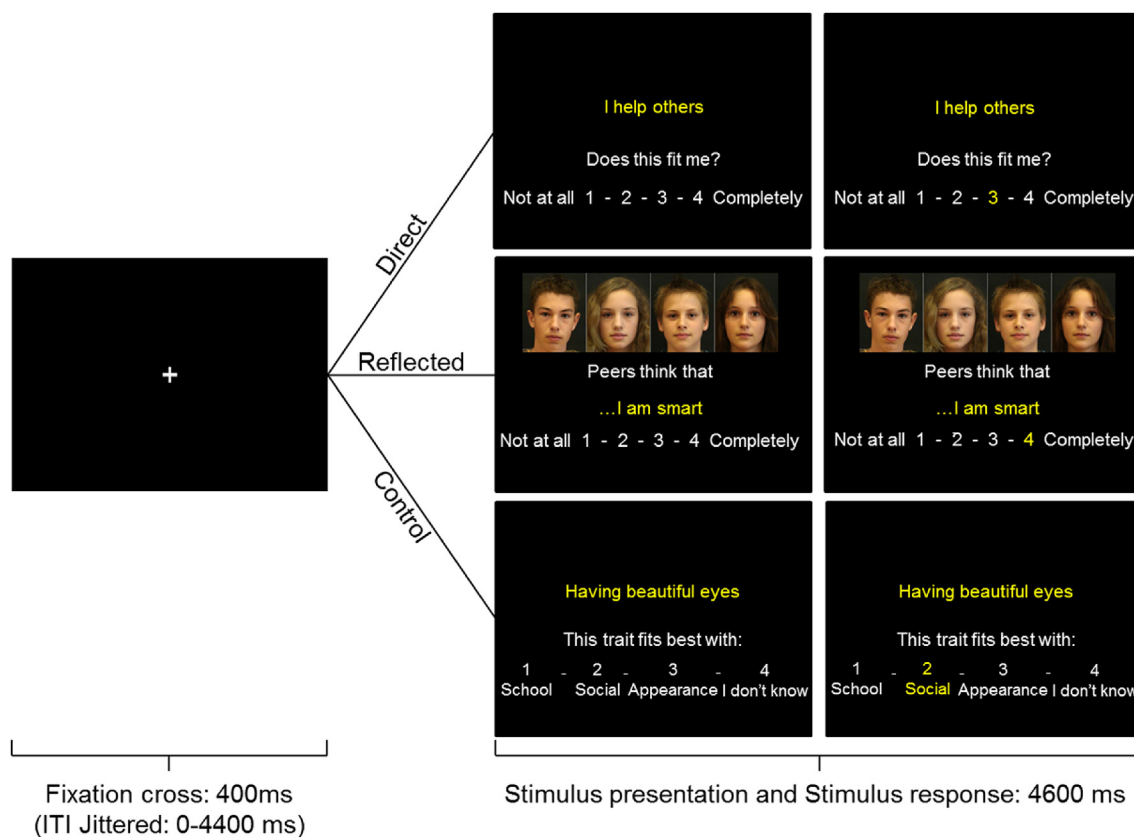 I help others
Does this fit me?
Not at all 1 - 2 - 3 - 4 Completely
I help others
Does this fit me?
Not at all 1 - 2 - 3 - 4 Completely
Direct
Reflected
Control
+
Peers think that
...I am smart
Not at all 1 - 2 - 3 - 4 Completely
Peers think that
...I am smart
Not at all 1 - 2 - 3 - 4 Completely
Having beautiful eyes
This trait fits best with:
1 - 2 - 3 - 4
School Social Appearance I don't know
Having beautiful eyes
This trait fits best with:
1 - 2 - 3 - 4
School Social Appearance I don't know
Fixation cross: 400ms
(ITI Jittered: 0-4400 ms)
Stimulus presentation and Stimulus response: 4600 ms